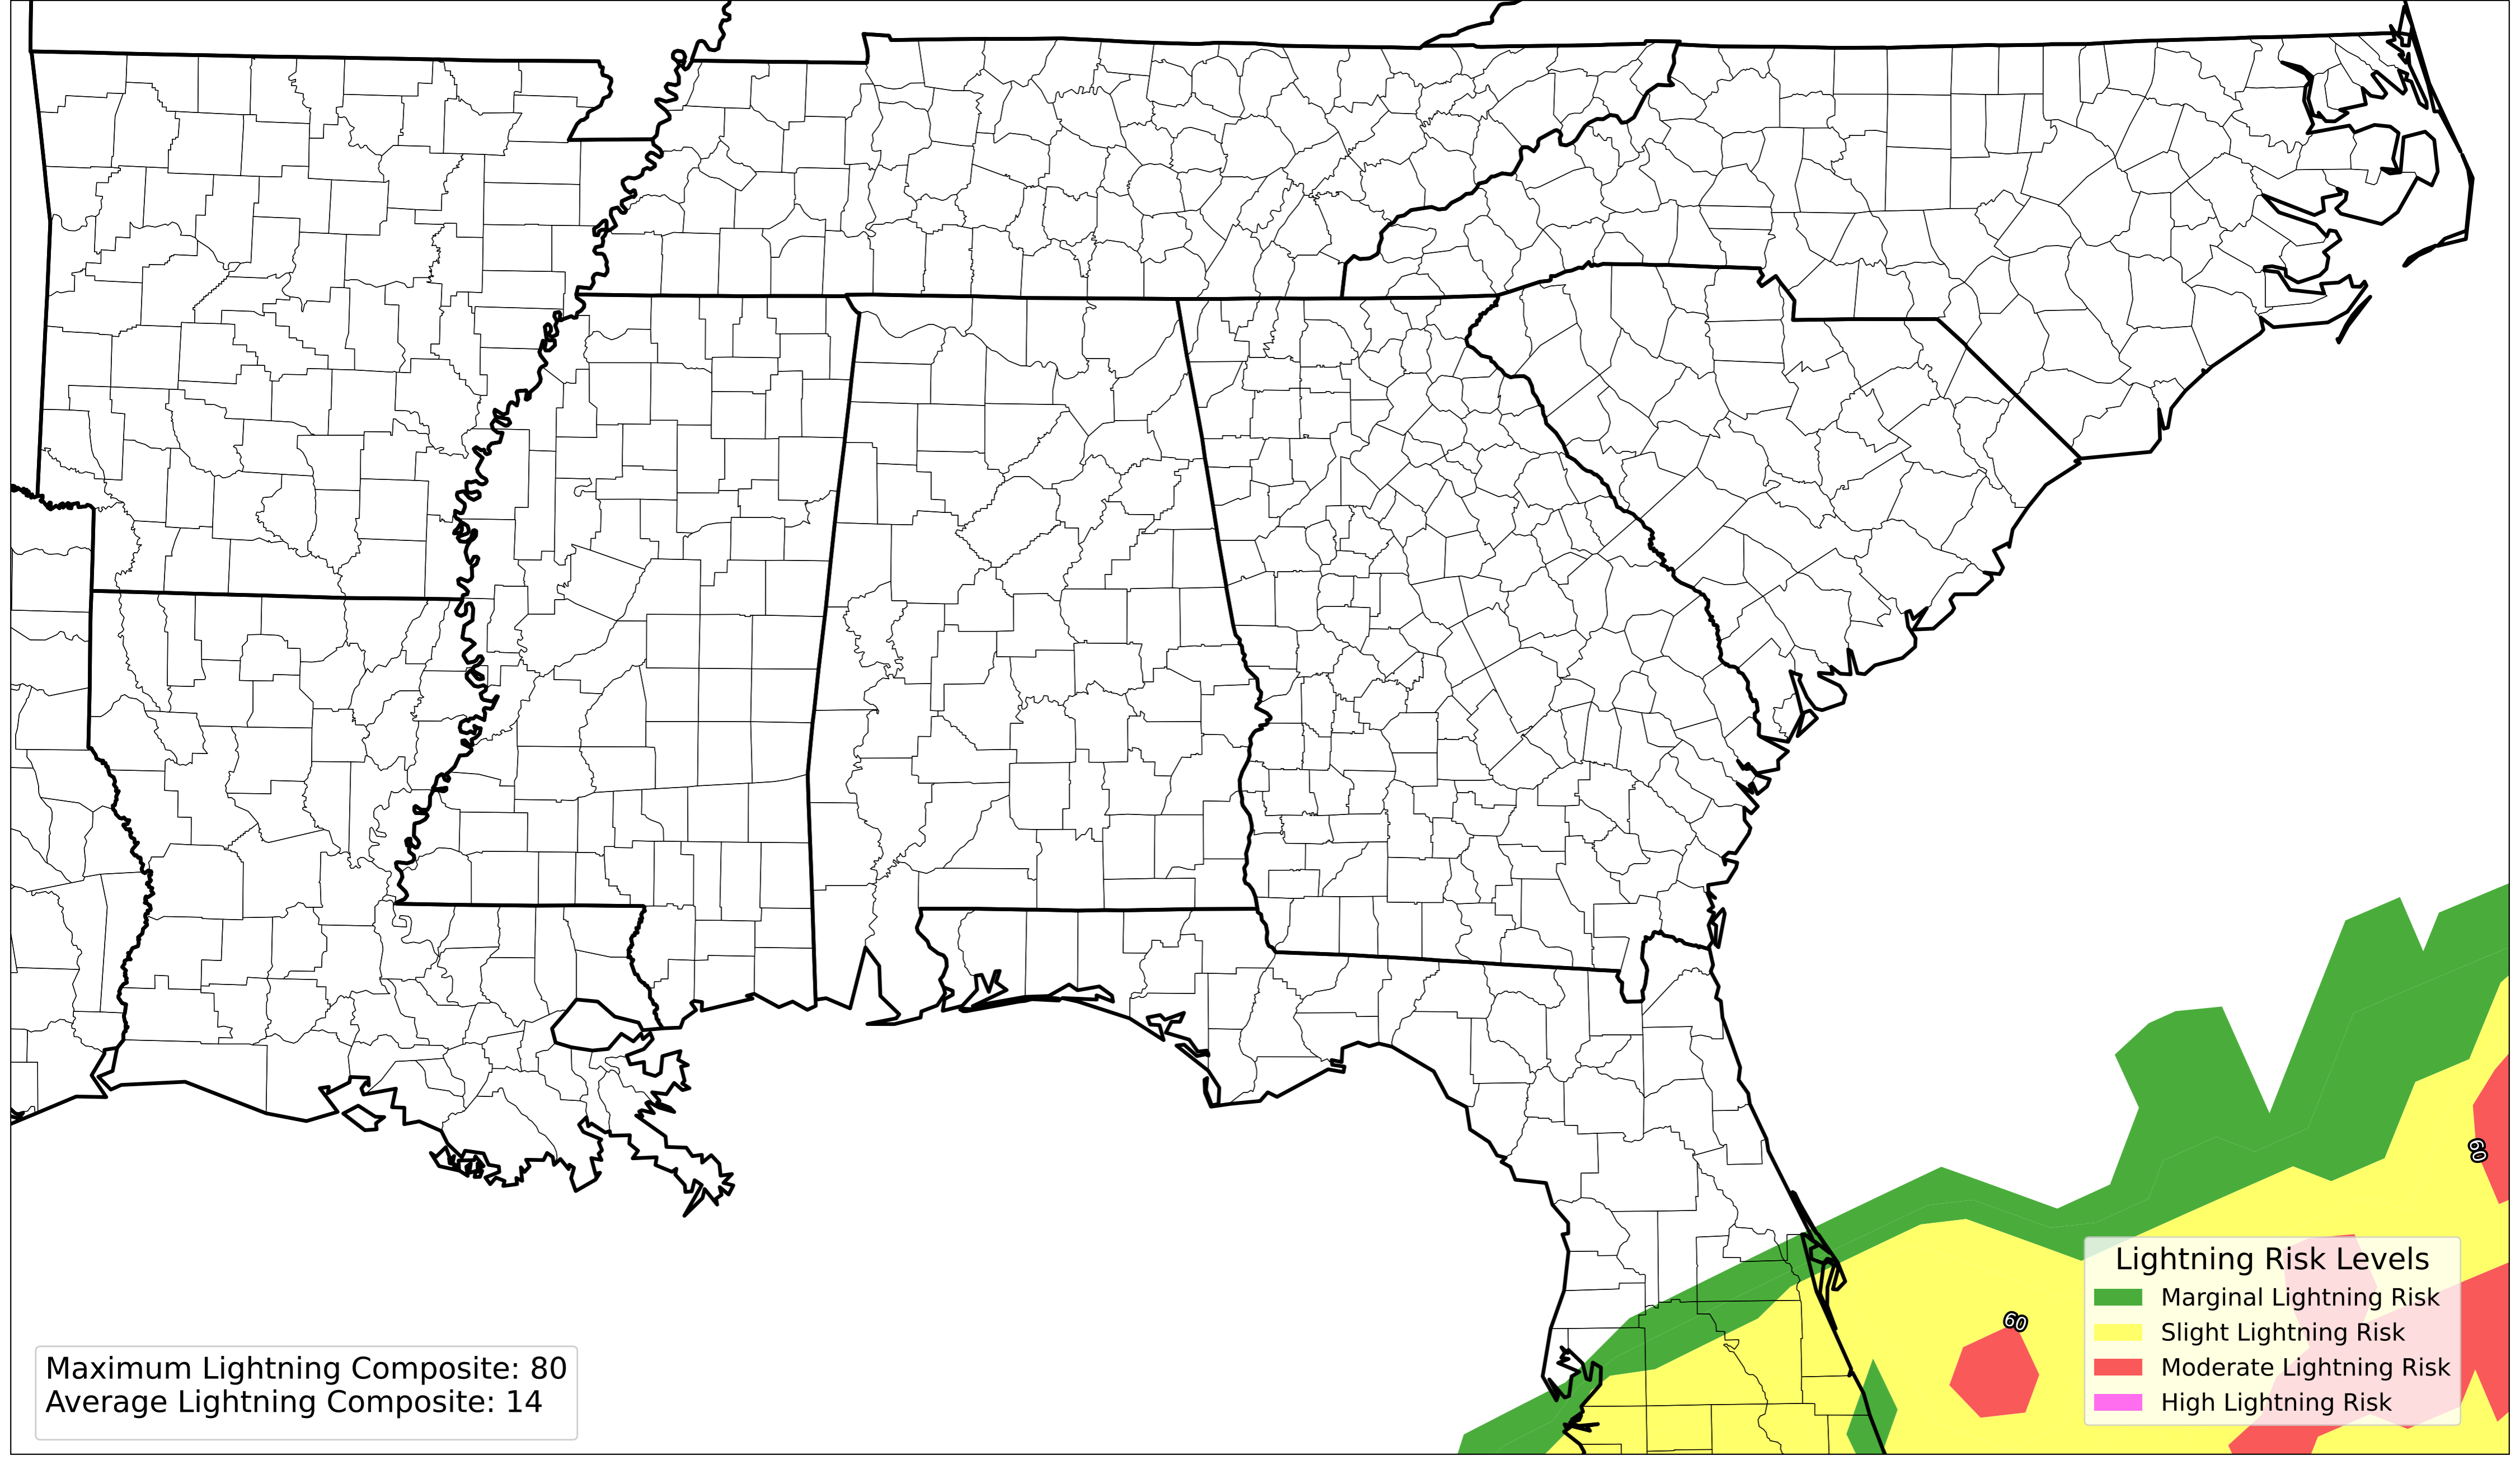 60
60
Lightning Risk Levels
Marginal Lightning Risk
Slight Lightning Risk
Moderate Lightning Risk
High Lightning Risk
Maximum Lightning Composite: 80
Average Lightning Composite: 14